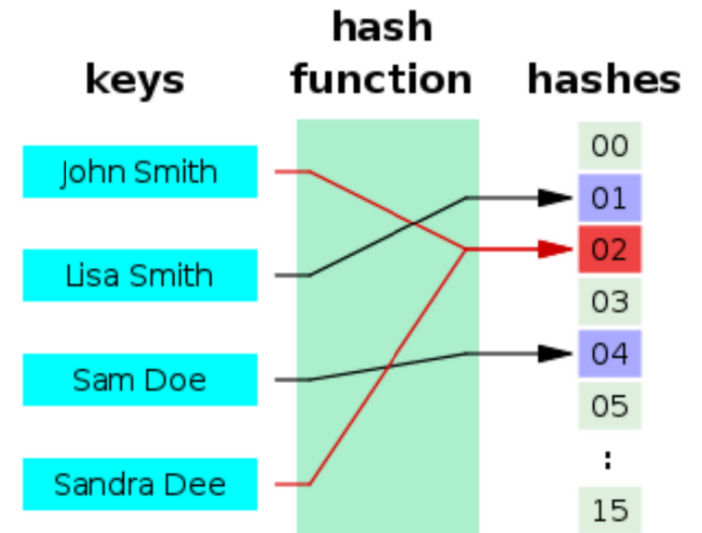 hash
keys function hashes
John Smith
Lisa Smith
Sam Doe
Sandra Dee
00
01
02
03
04
05
:
15